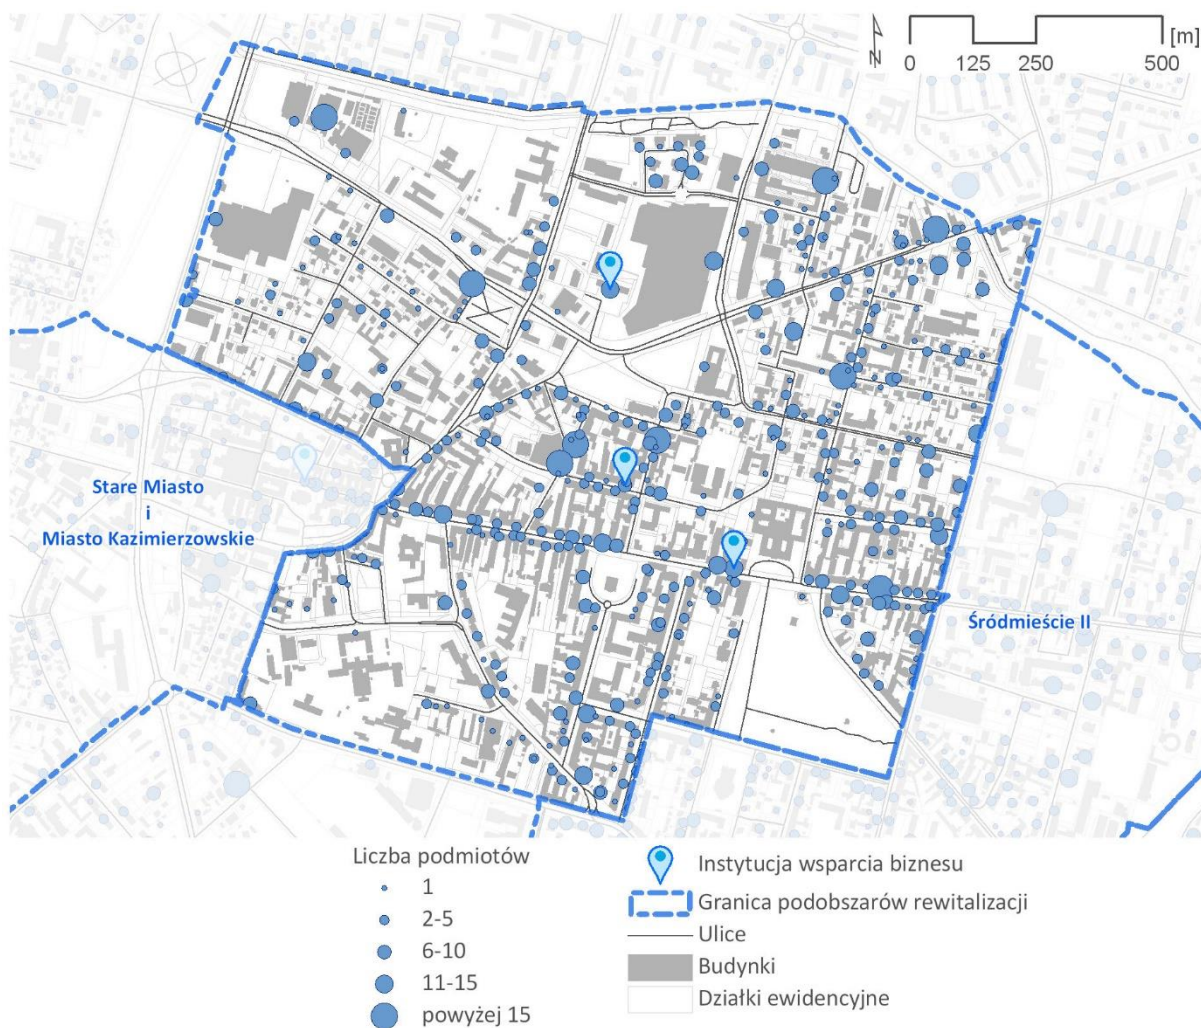 N
[m]
0 125 250 500
Stare Miasto
i
Miasto Kazimierzowskie
Śródmieście II
Liczba podmiotów
1
2-5
6-10
11-15
powyżej 15
Instytucja wsparcia biznesu
Granica podobszarów rewitalizacji
Ulice
Budynki
Działki ewidencyjne